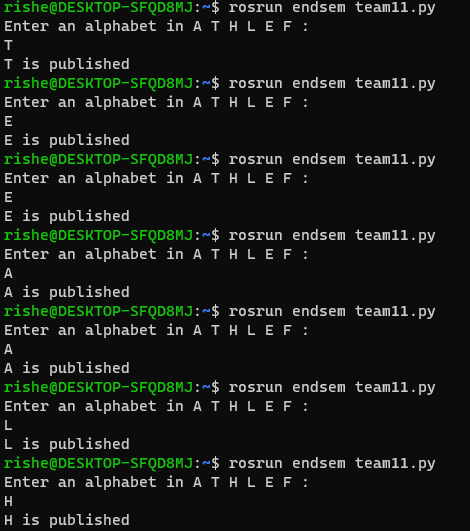 rishe@DESKTOP-SFQD8MJ:~$ rosrun endsem team11.py
Enter an alphabet in A T H L E F :
T
T is published
rishe@DESKTOP-SFQD8MJ:~$ rosrun endsem team11.py
Enter an alphabet in A T H L E F :
E
E is published
rishe@DESKTOP-SFQD8MJ:~$ rosrun endsem team11.py
Enter an alphabet in A T H L E F :
E
E is published
rishe@DESKTOP-SFQD8MJ:~$ rosrun endsem team11.py
Enter an alphabet in A T H L E F :
A
A is published
rishe@DESKTOP-SFQD8MJ:~$ rosrun endsem team11.py
Enter an alphabet in A T H L E F :
A
A is published
rishe@DESKTOP-SFQD8MJ:~$ rosrun endsem team11.py
Enter an alphabet in A T H L E F :
L
L is published
rishe@DESKTOP-SFQD8MJ:~$ rosrun endsem team11.py
Enter an alphabet in A T H L E F :
H
H is published